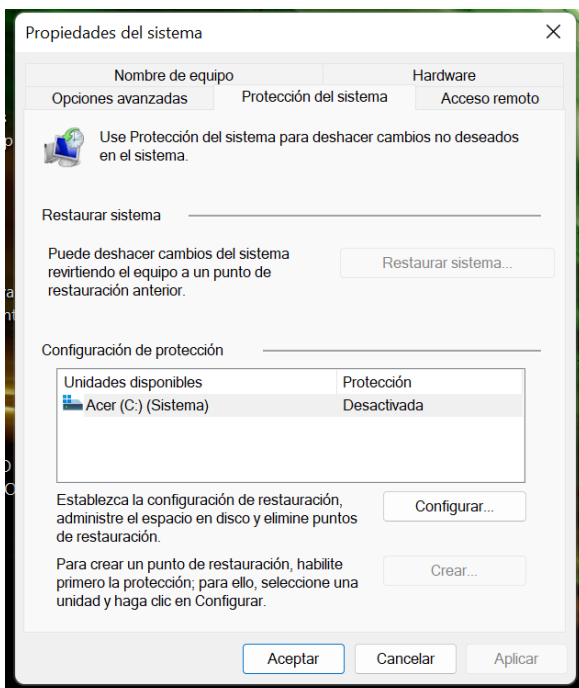 Propiedades del sistema
Nombre de equipo
Hardware
Opciones avanzadas
Protección del sistema
Acceso remoto
Use Protección del sistema para deshacer cambios no deseados
en el sistema.
Restaurar sistema
Puede deshacer cambios del sistema
revirtiendo el equipo a un punto de
restauración anterior.
Restaurar sistema...
Configuración de protección
Unidades disponibles
Protección
Acer (C:) (Sistema)
Desactivada
Establezca la configuración de restauración,
administre el espacio en disco y elimine puntos
de restauración.
Configurar...
Para crear un punto de restauración, habilite
primero la protección; para ello, seleccione una
unidad y haga clic en Configurar.
Crear...
Aceptar
Cancelar
Aplicar